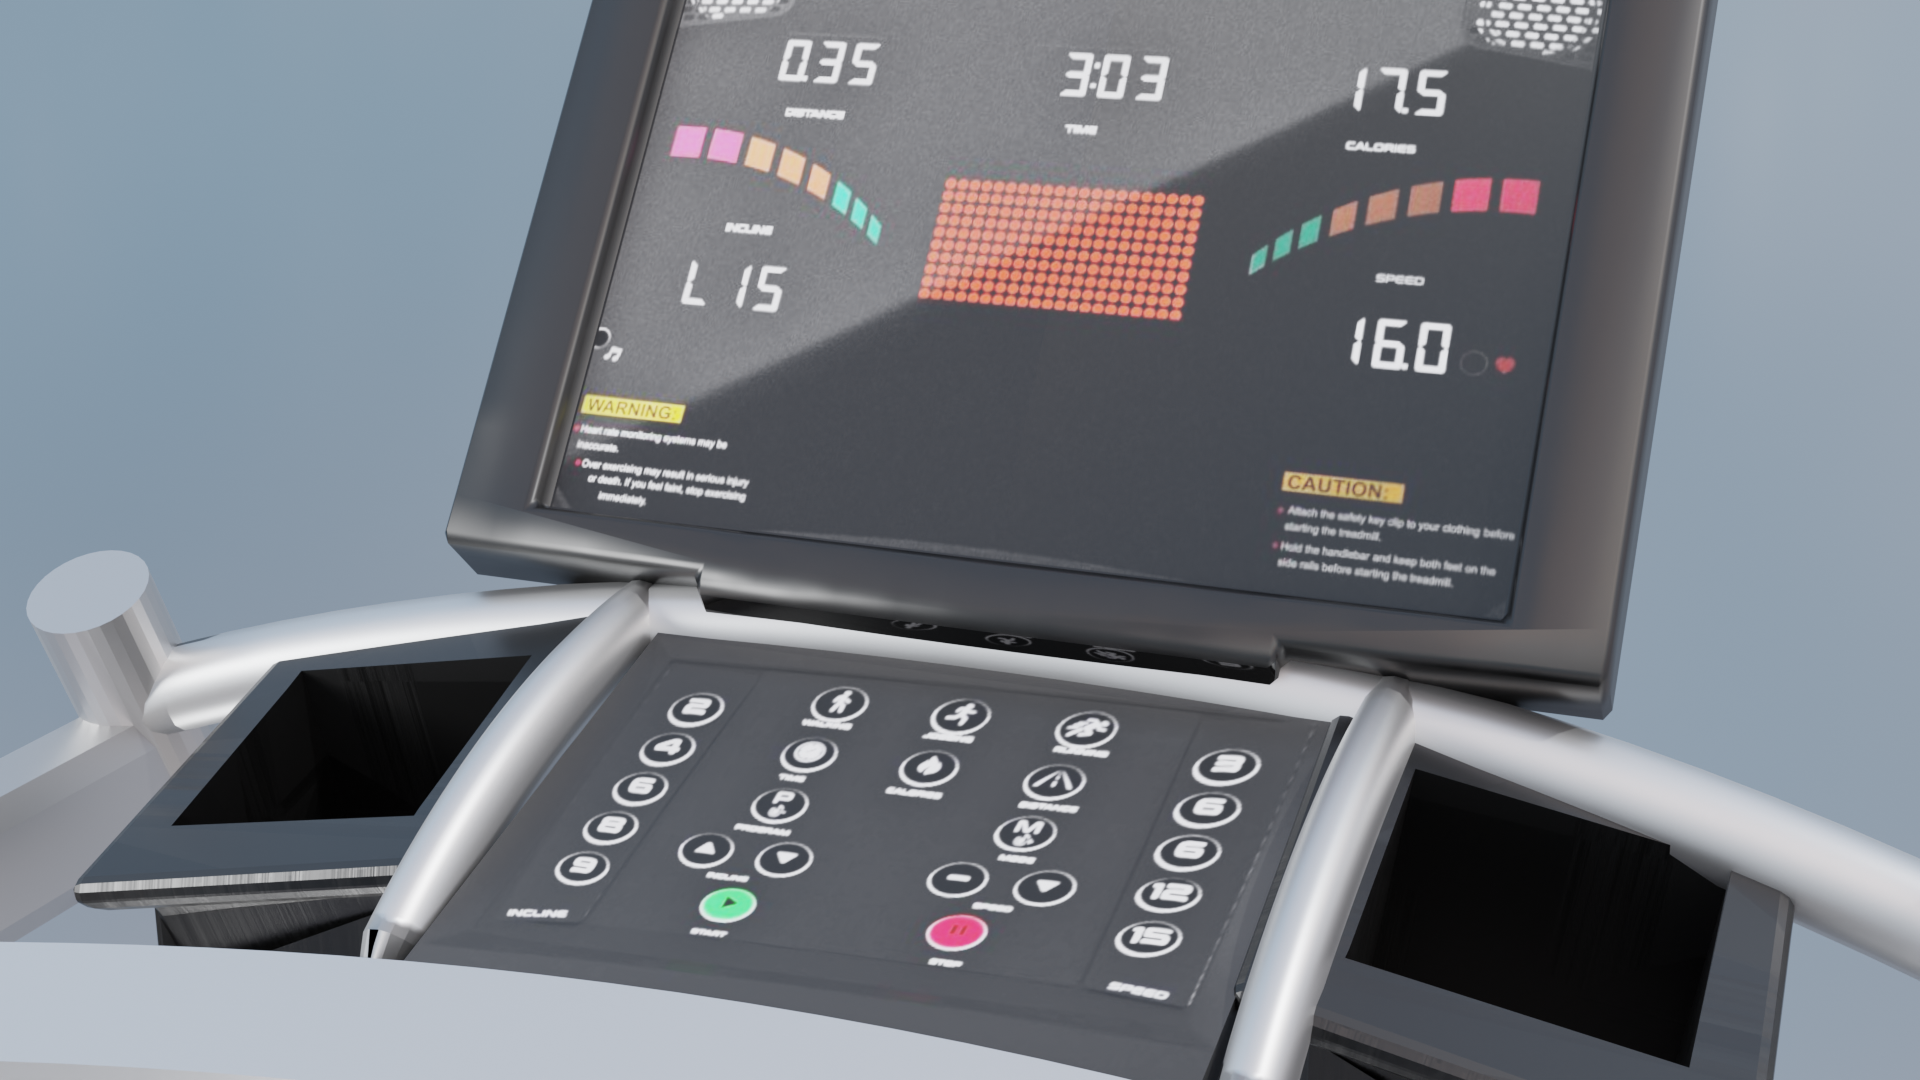 0.35
3:03
17.5
DISTANCE
TIME
CALORIES
INCLINE
SPEED
L 15
16.0
WARNING:
Heart rate monitoring systems may be
inaccurate.
Over exercising may result in serious injury
or death. If you feel faint, stop exercising
immediately.
CAUTION:
Attach the safety key clip to your clothing before
starting the treadmill.
Hold the handlebar and keep both feet on the
side rails before starting the treadmill.
2
4
6
8
9
INCLINE
RUNNING
TIME
CALORIES
DISTANCE
P
PROGRAM
M
MODE
INCLINE
SPEED
START
STOP
3
6
6
12
15
SPEED